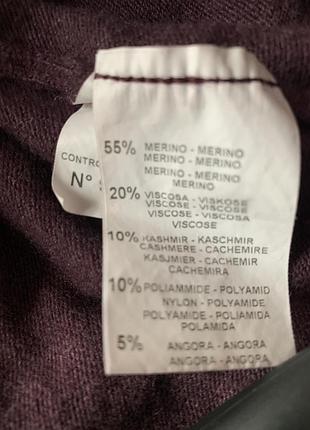 CONTRO
N°
55% MERINO - MERINO
MERINO - MERINO
MERINO - MERINO
MERINO
20% VISCOSA - VISKOSE
VISCOSE - VISCOSE
VISCOSE - VISCOSA
VISCOSE
10% KASHMIR - KASCHMIR
CASHMERE - CACHEMIRE
KASJMIER - CACHEMIR
CACHEMIRA
10% POLIAMMIDE - POLYAMID
NYLON - POLYAMIDE
POLYAMIDE - POLIAMIDA
POLAMIDA
5% ANGORA - ANGORA
ANGORA - ANGORA